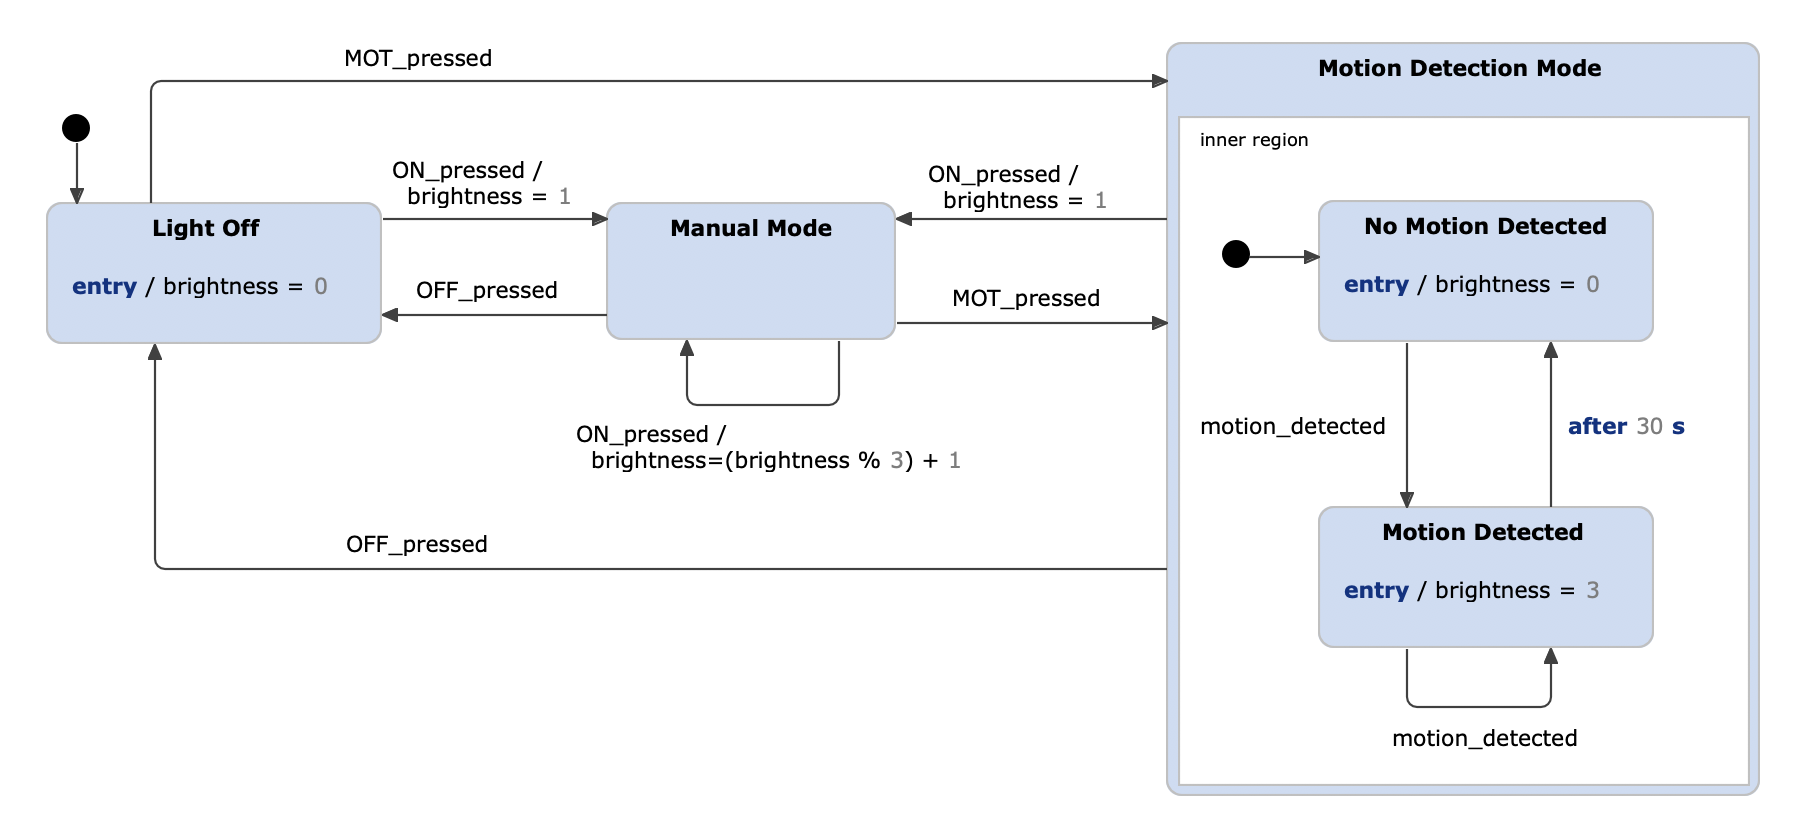 MOT_pressed
Motion Detection Mode
inner region
ON_pressed /
brightness = 1
ON_pressed /
brightness = 1
Light Off
entry / brightness = 0
Manual Mode
No Motion Detected
entry / brightness = 0
OFF_pressed
MOT_pressed
motion_detected
after 30 s
ON_pressed /
brightness=(brightness % 3) + 1
OFF_pressed
Motion Detected
entry / brightness = 3
motion_detected